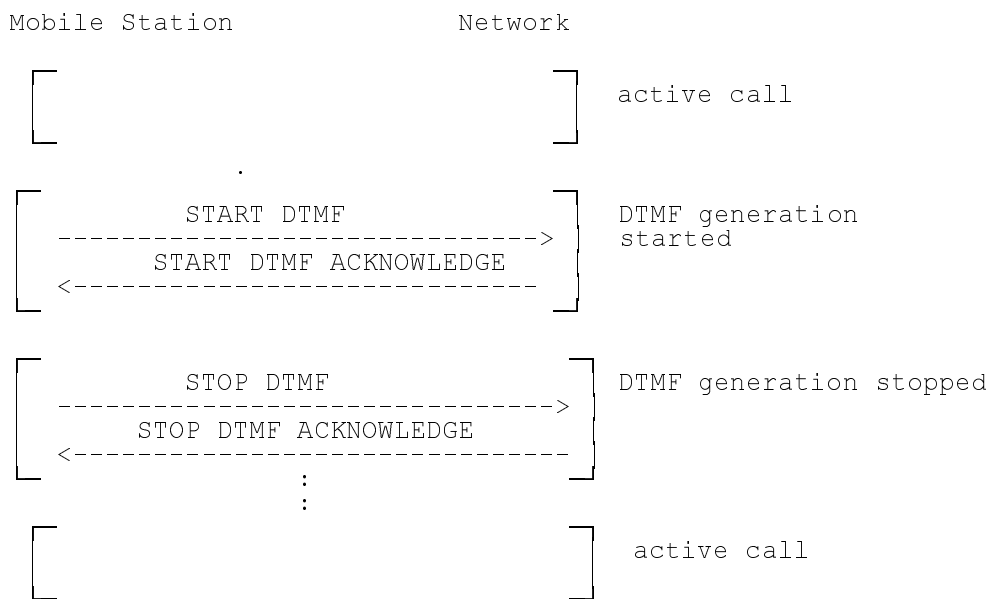 Mobile Station Network
active call
.
START DTMF DTMF generation
-------------------------------> started
START DTMF ACKNOWLEDGE
<------------------------------
STOP DTMF DTMF generation stopped
-------------------------------->
STOP DTMF ACKNOWLEDGE
<--------------------------------
:
:
active call